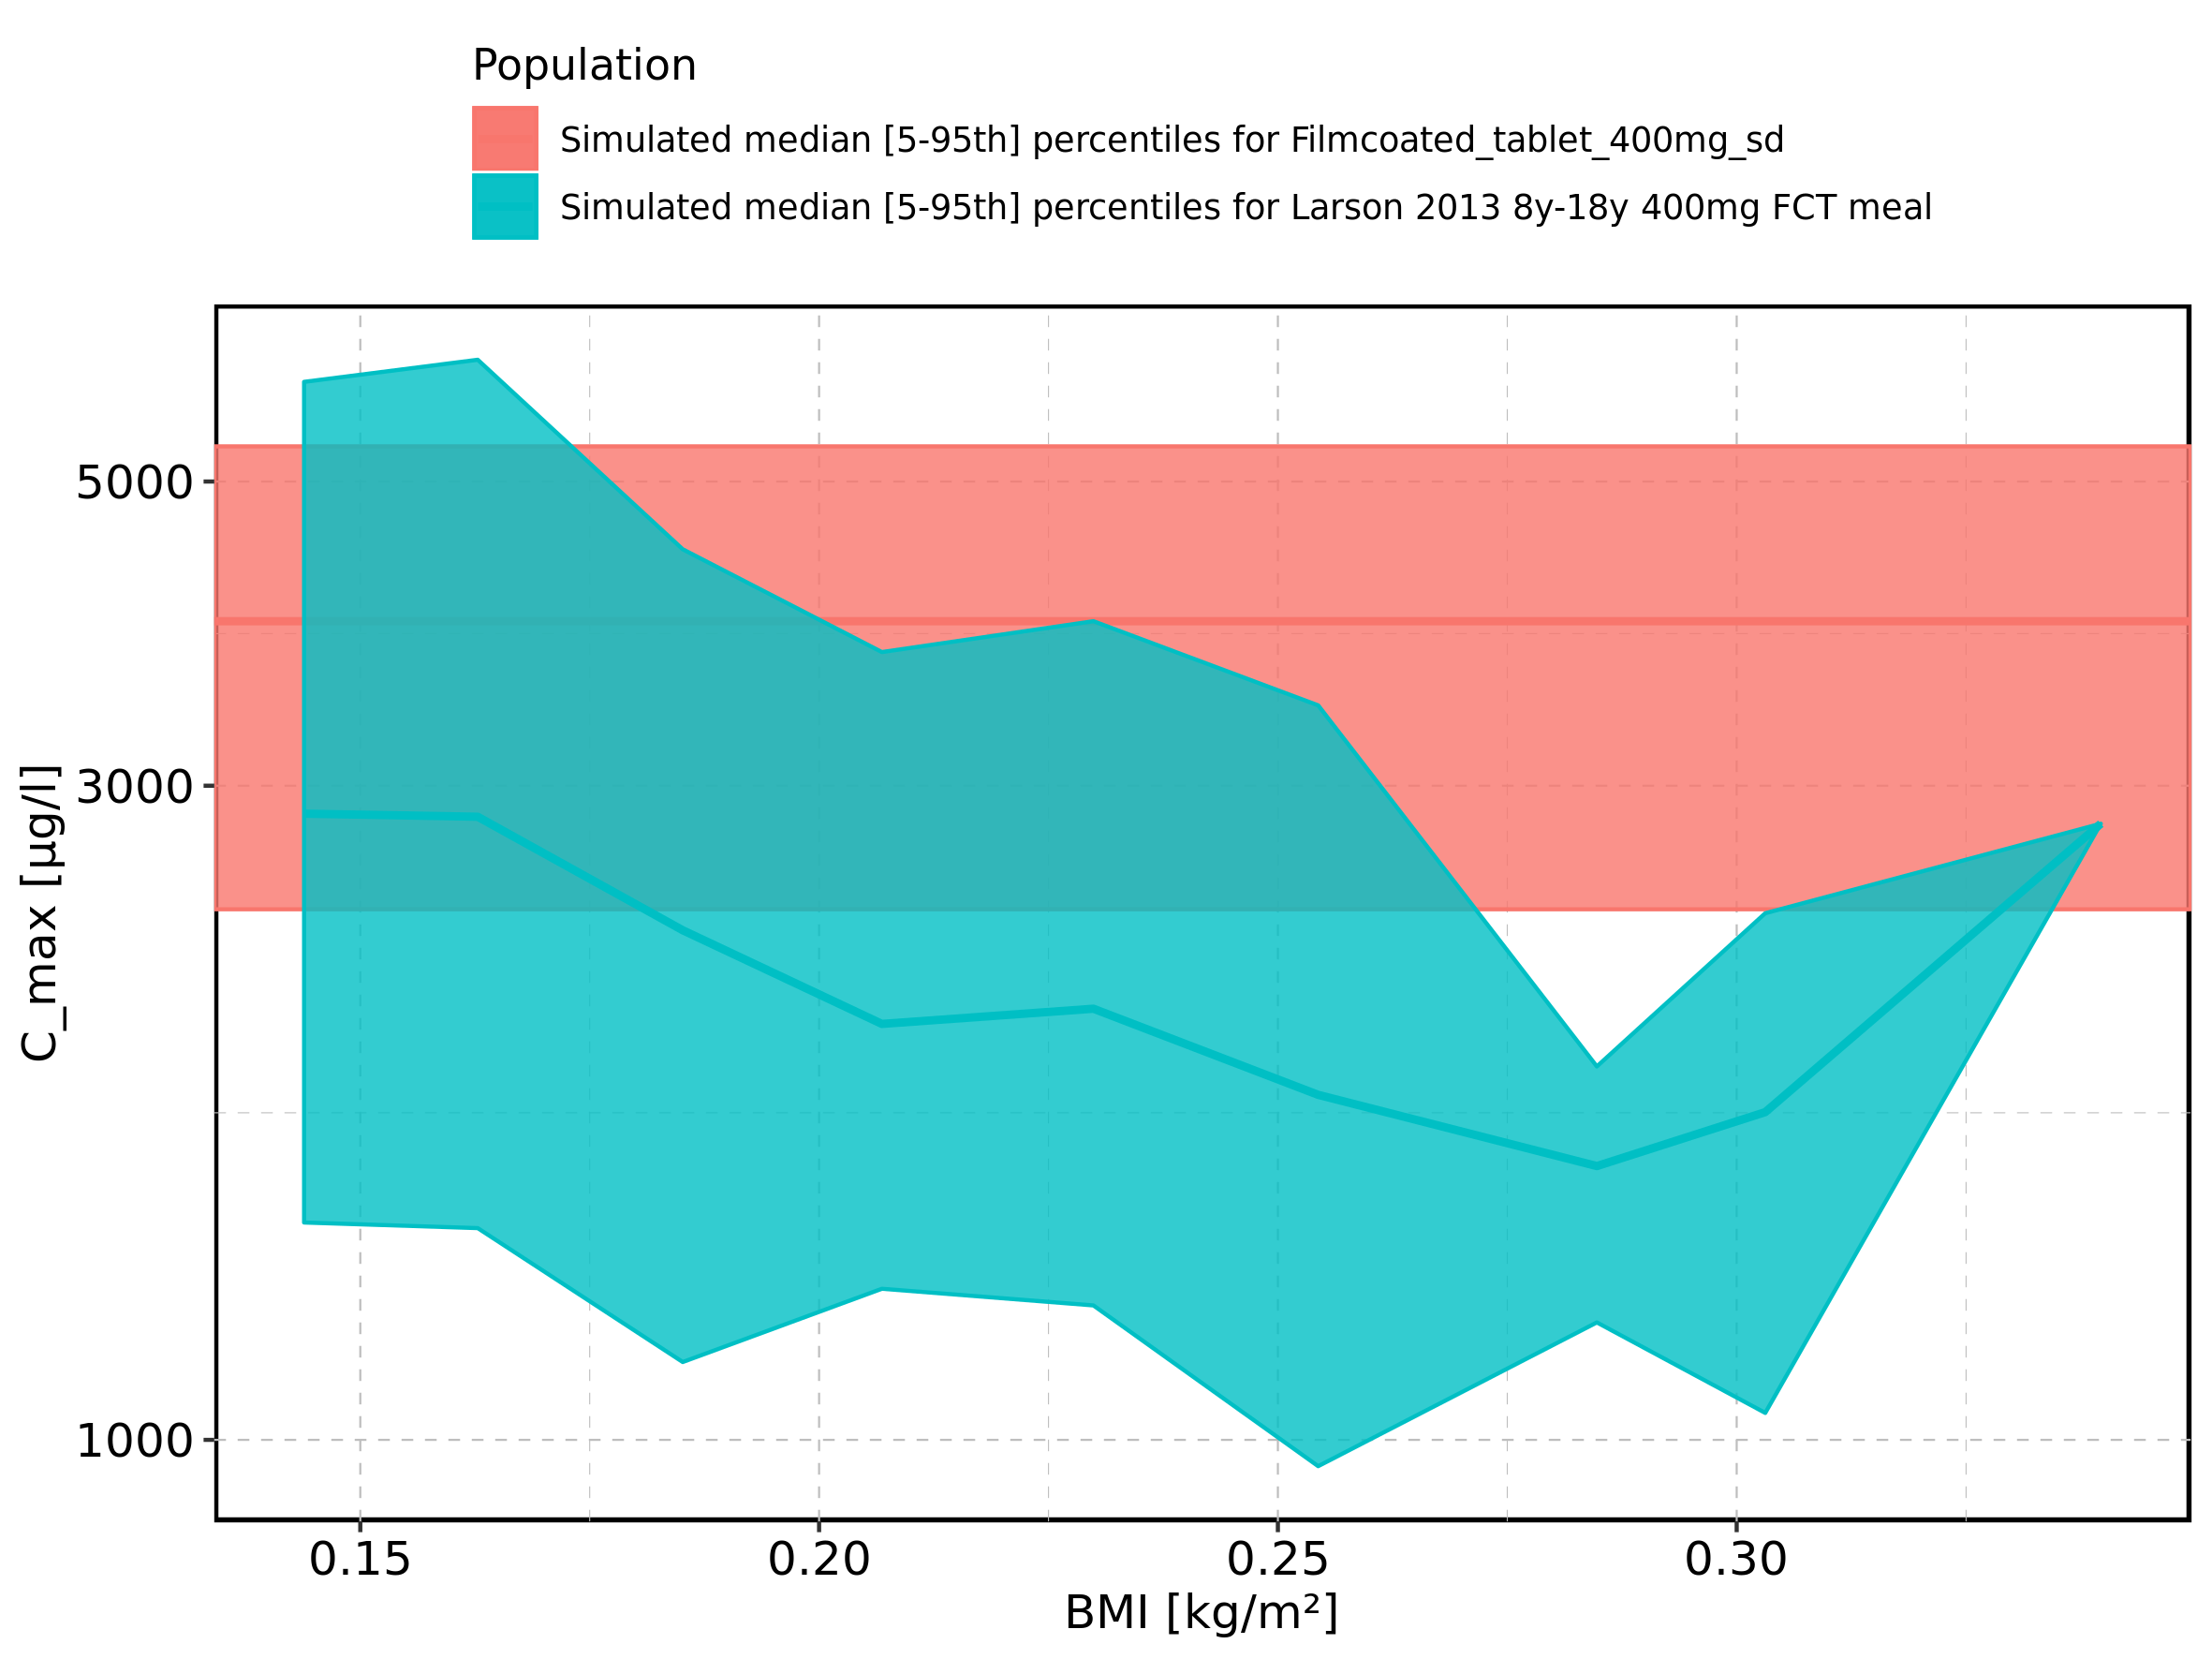 Population
Simulated median [5-95th] percentiles for Filmcoated_tablet_400mg_sd
Simulated median [5-95th] percentiles for Larson 2013 8y-18y 400mg FCT meal
5000
3000
1000
C_max [µg/l]
0.15 0.20 0.25 0.30
BMI [kg/m²]